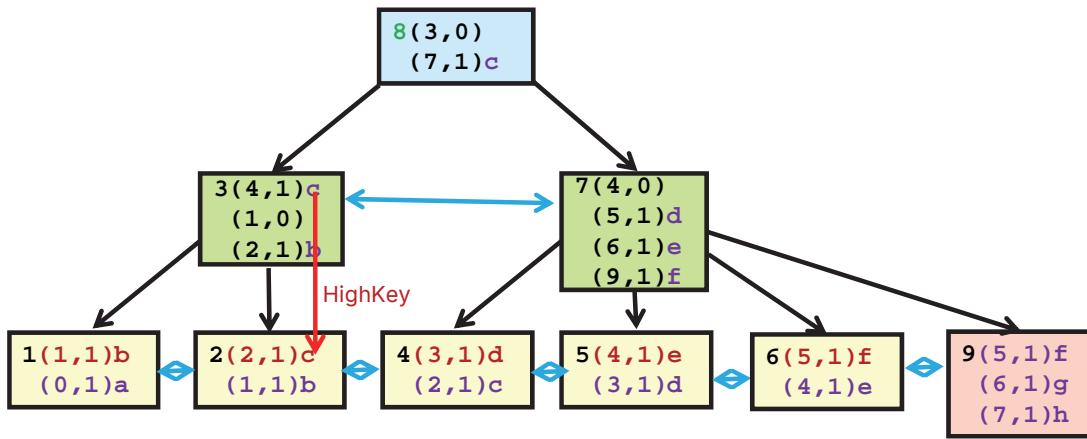 8(3,0)
(7,1)c
3(4,1)c
(1,0)
(2,1)b
7(4,0)
(5,1)d
(6,1)e
(9,1)f
HighKey
1(1,1)b
(0,1)a
2(2,1)c
(1,1)b
4(3,1)d
(2,1)c
5(4,1)e
(3,1)d
6(5,1)f
(4,1)e
9(5,1)f
(6,1)g
(7,1)h